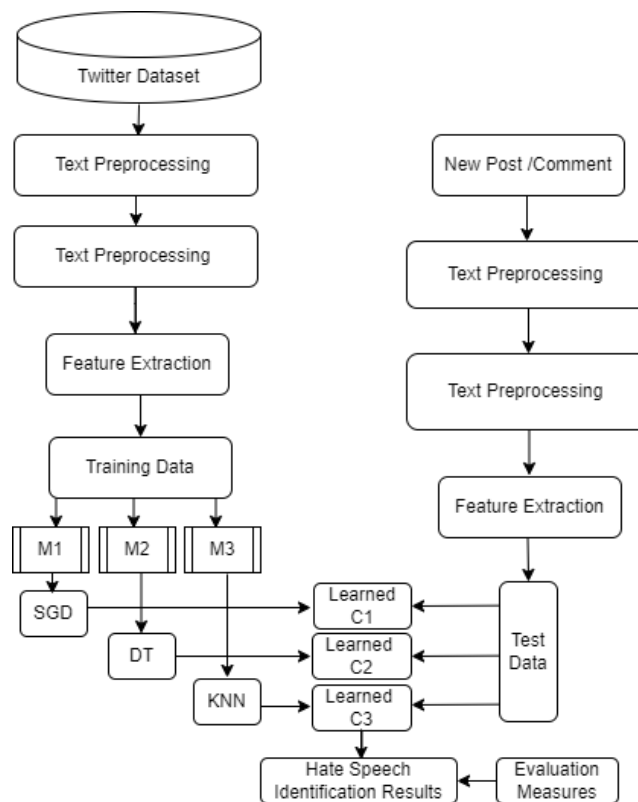 Twitter Dataset
Text Preprocessing
New Post /Comment
Text Preprocessing
Text Preprocessing
Feature Extraction
Text Preprocessing
Training Data
Feature Extraction
M1
M2
M3
SGD
Learned
C1
Test
Data
DT
Learned
C2
KNN
Learned
C3
Hate Speech
Identification Results
Evaluation
Measures